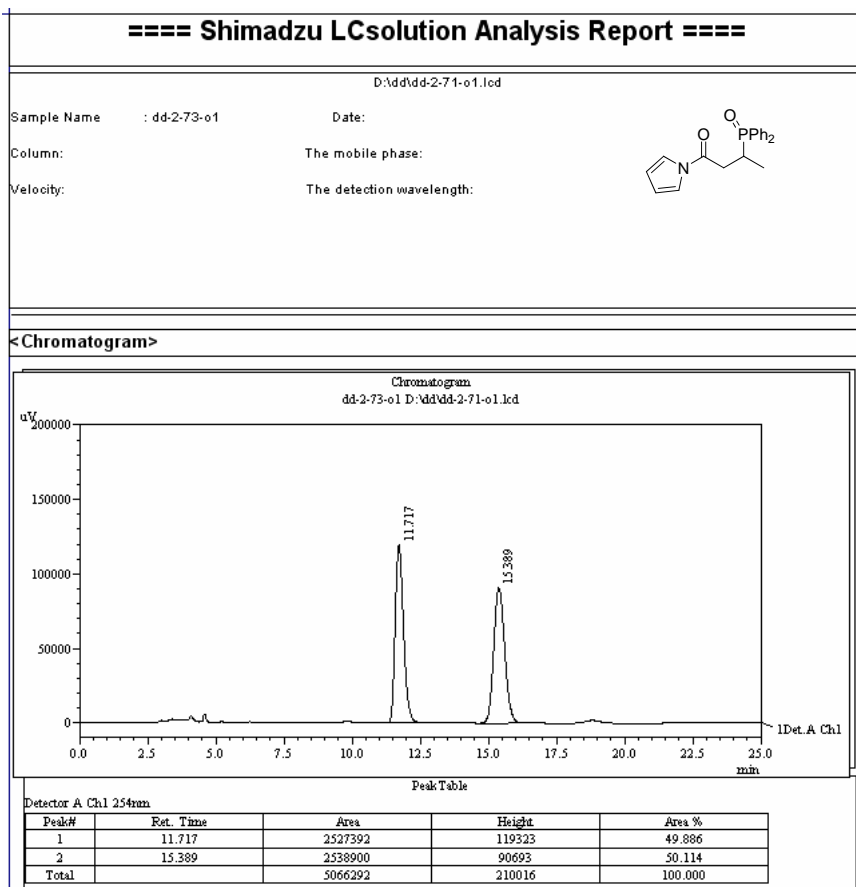 ==== Shimadzu LCsolution Analysis Report ====
D:\dd\dd-2-71-o1.lcd
Sample Name : dd-2-73-o1 Date:
Column: The mobile phase:
Velocity: The detection wavelength:
O
O PPh2
N
<Chromatogram>
Chromatogram
dd-2-73-o1 D:\dd\dd-2-71-o1.lcd
uV
200000
150000
100000
50000
0
11.717
15.389
1Det.A Ch1
0.0 2.5 5.0 7.5 10.0 12.5 15.0 17.5 20.0 22.5 25.0
min
PeakTable
Detector A Ch1 254nm
Peak# Ret. Time Area Height Area %
1 11.717 2527392 119323 49.886
2 15.389 2538900 90693 50.114
Total 5066292 210016 100.000